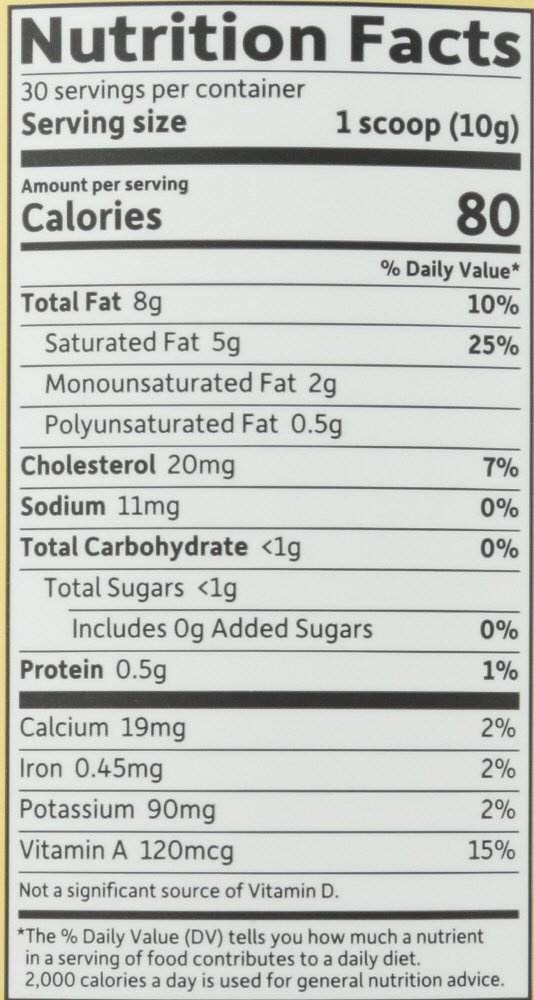 Nutrition Facts
30 servings per container
Serving size 1 scoop (10g)
Amount per serving
Calories 80
% Daily Value*
Total Fat 8g 10%
Saturated Fat 5g 25%
Monounsaturated Fat 2g
Polyunsaturated Fat 0.5g
Cholesterol 20mg 7%
Sodium 11mg 0%
Total Carbohydrate <1g 0%
Total Sugars <1g
Includes 0g Added Sugars 0%
Protein 0.5g 1%
Calcium 19mg 2%
Iron 0.45mg 2%
Potassium 90mg 2%
Vitamin A 120mcg 15%
Not a significant source of Vitamin D.
*The % Daily Value (DV) tells you how much a nutrient
in a serving of food contributes to a daily diet.
2,000 calories a day is used for general nutrition advice.